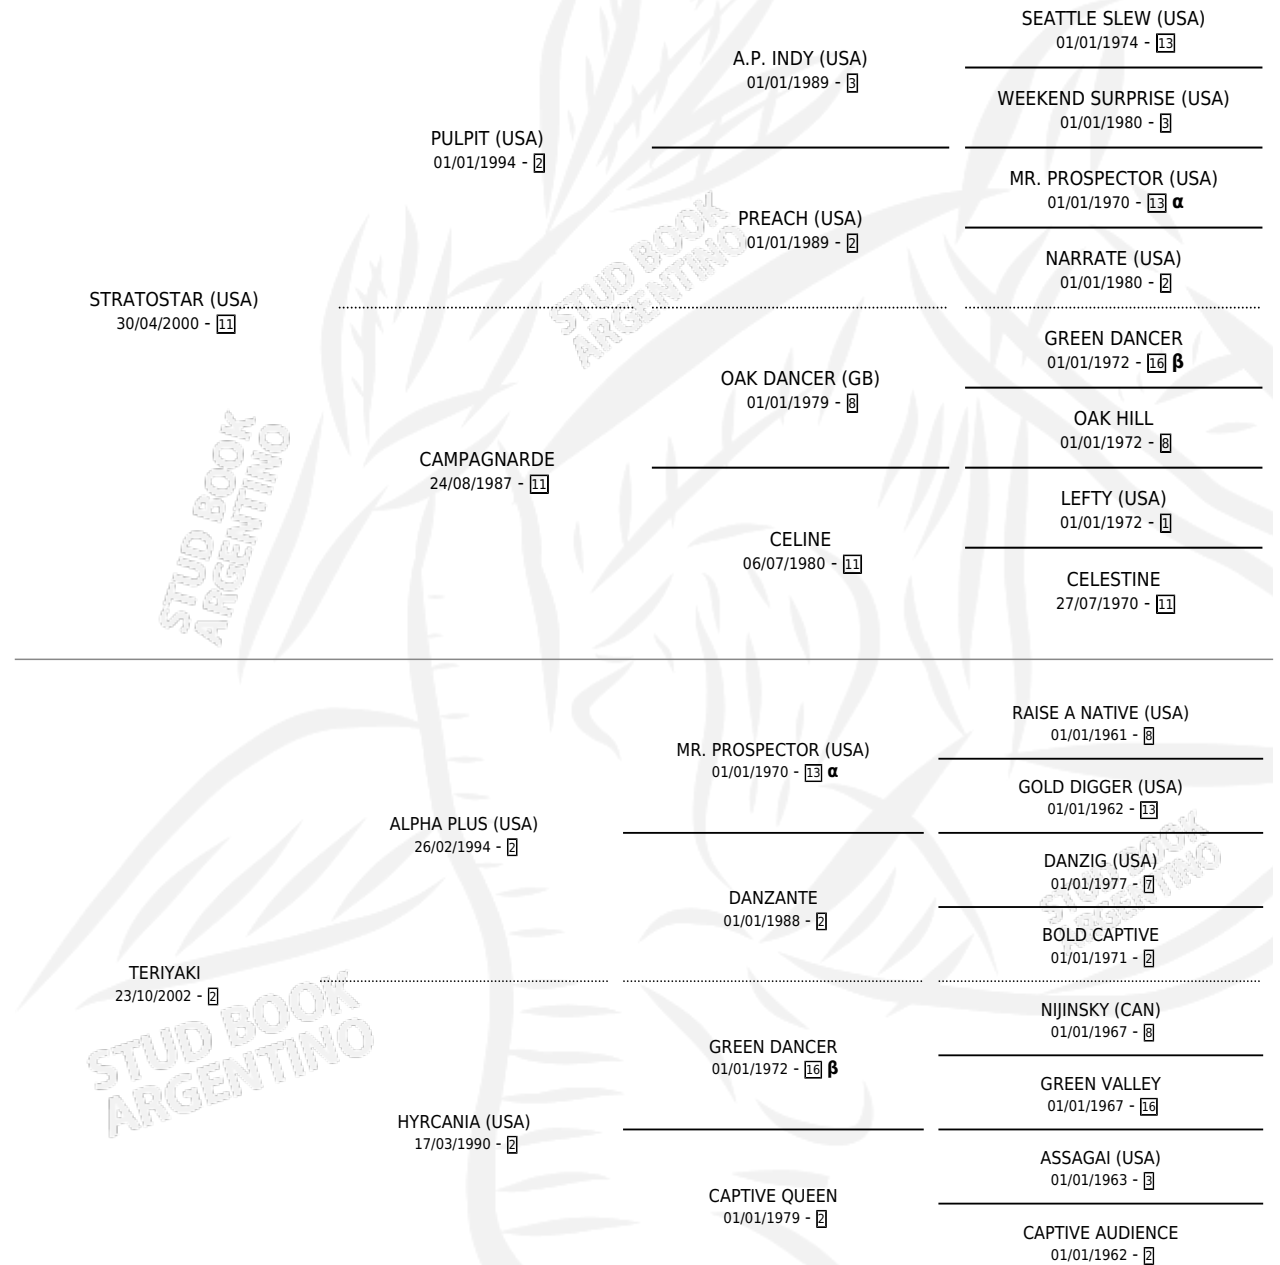 SEATTLE SLEW (USA)
01/01/1974 - 13
A.P. INDY (USA)
01/01/1989 - 3
WEEKEND SURPRISE (USA)
01/01/1980 - 3
PULPIT (USA)
01/01/1994 - 2
MR. PROSPECTOR (USA)
01/01/1970 - 13 α
PREACH (USA)
01/01/1989 - 2
NARRATE (USA)
01/01/1980 - 2
STRATOSTAR (USA)
30/04/2000 - 11
GREEN DANCER
01/01/1972 - 16 β
OAK DANCER (GB)
01/01/1979 - 8
OAK HILL
01/01/1972 - 8
CAMPAGNARDE
24/08/1987 - 11
LEFTY (USA)
01/01/1972 - 1
CELINE
06/07/1980 - 11
CELESTINE
27/07/1970 - 11
RAISE A NATIVE (USA)
01/01/1961 - 8
MR. PROSPECTOR (USA)
01/01/1970 - 13 α
GOLD DIGGER (USA)
01/01/1962 - 13
ALPHA PLUS (USA)
26/02/1994 - 2
DANZIG (USA)
01/01/1977 - 7
DANZANTE
01/01/1988 - 2
BOLD CAPTIVE
01/01/1971 - 2
TERIYAKI
23/10/2002 - 2
NIJINSKY (CAN)
01/01/1967 - 8
GREEN DANCER
01/01/1972 - 16 β
GREEN VALLEY
01/01/1967 - 16
HYRCANIA (USA)
17/03/1990 - 2
ASSAGAI (USA)
01/01/1963 - 3
CAPTIVE QUEEN
01/01/1979 - 2
CAPTIVE AUDIENCE
01/01/1962 - 2
STUD BOOK
ARGENTINO
STUD BOOK
ARGENTINO
STUD BOOK
ARGENTINO
STUD BOOK
ARGENTINO